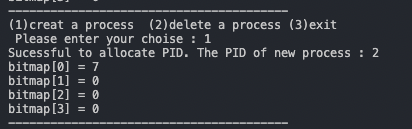 (1)creat a process  (2)delete a process (3)exit
 Please enter your choise : 1
Sucessful to allocate PID. The PID of new process : 2
bitmap[0] = 7
bitmap[1] = 0
bitmap[2] = 0
bitmap[3] = 0